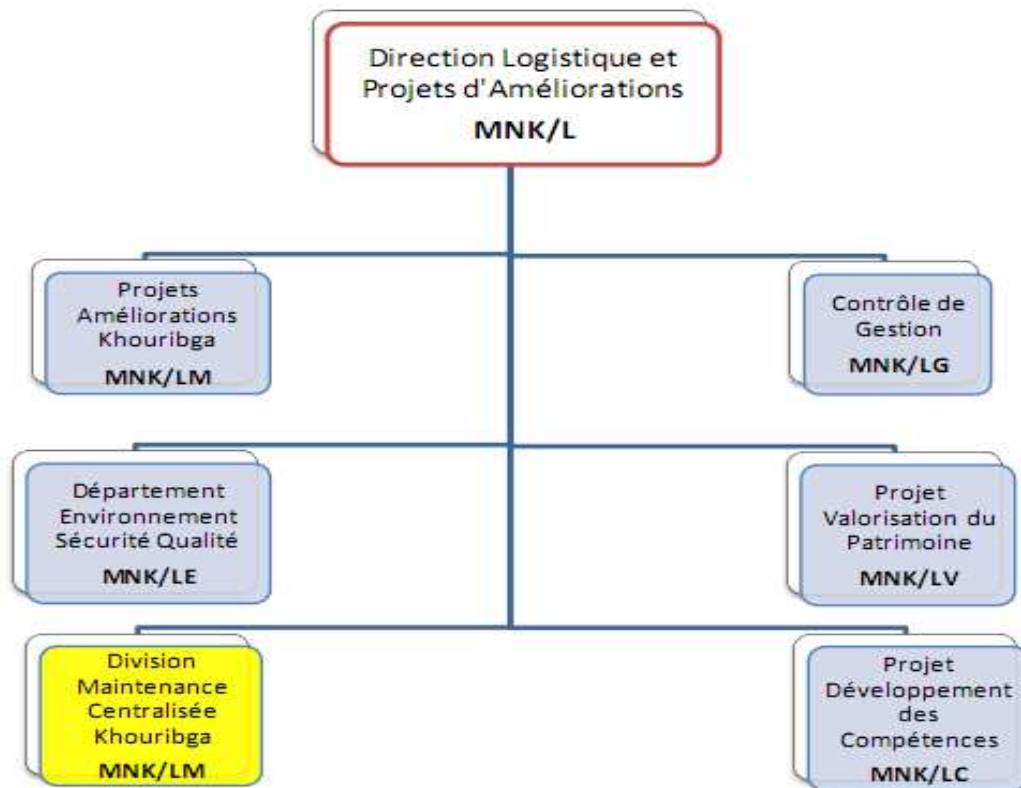 Direction Logistique et
Projets d'Améliorations
MNK/L
Projets
Améliorations
Khouribga
MNK/LM
Contrôle de
Gestion
MNK/LG
Département
Environnement
Sécurité Qualité
MNK/LE
Projet
Valorisation du
Patrimoine
MNK/LV
Division
Maintenance
Centralisée
Khouribga
MNK/LM
Projet
Développement
des
Compétences
MNK/LC